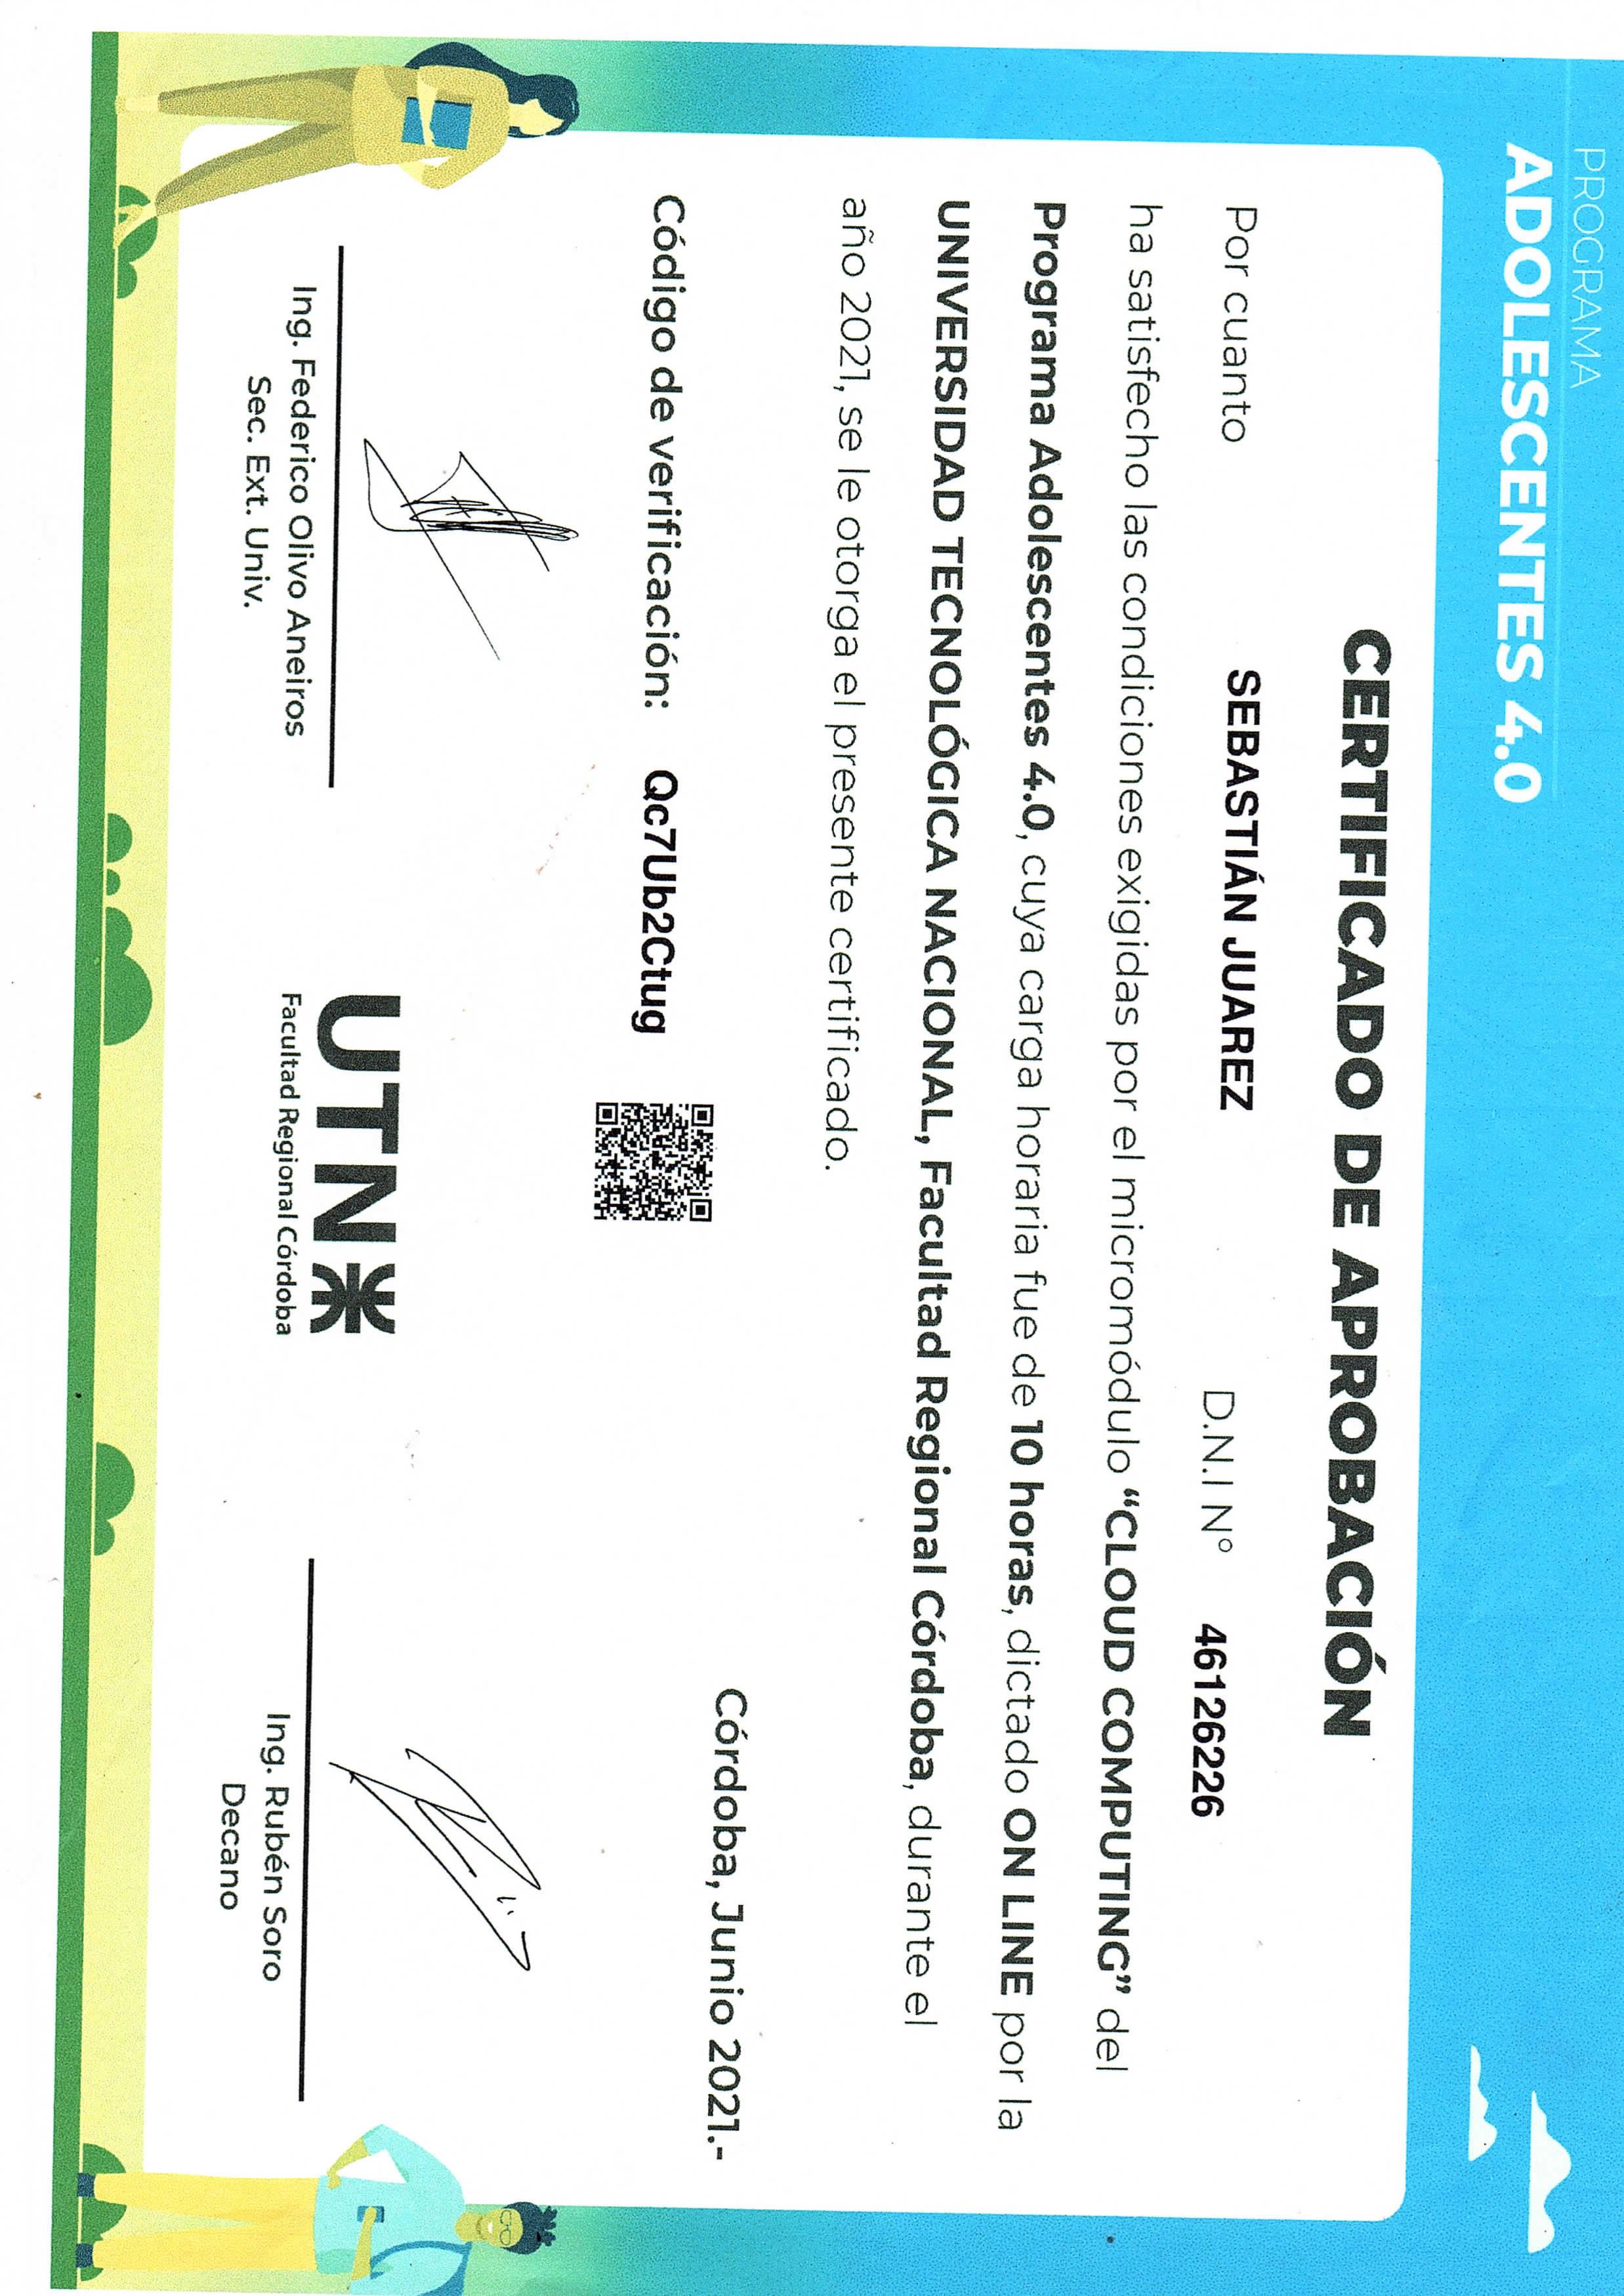 PROGRAMA
ADOLESCENTES 4.0
CERTIFICADO DE APROBACIÓN
Por cuanto SEBASTIÁN JUAREZ D.N.I N° 46126226
ha satisfecho las condiciones exigidas por el micromódulo “CLOUD COMPUTING” del
Programa Adolescentes 4.0, cuya carga horaria fue de 10 horas, dictado ON LINE por la
UNIVERSIDAD TECNOLÓGICA NACIONAL, Facultad Regional Córdoba, durante el
año 2021, se le otorga el presente certificado.
Córdoba, Junio 2021.-
Código de verificación: Qc7Ub2Ctug
Ing. Federico Olivo Aneiros
Sec. Ext. Univ.
UTN
Facultad Regional Córdoba
Ing. Rubén Soro
Decano